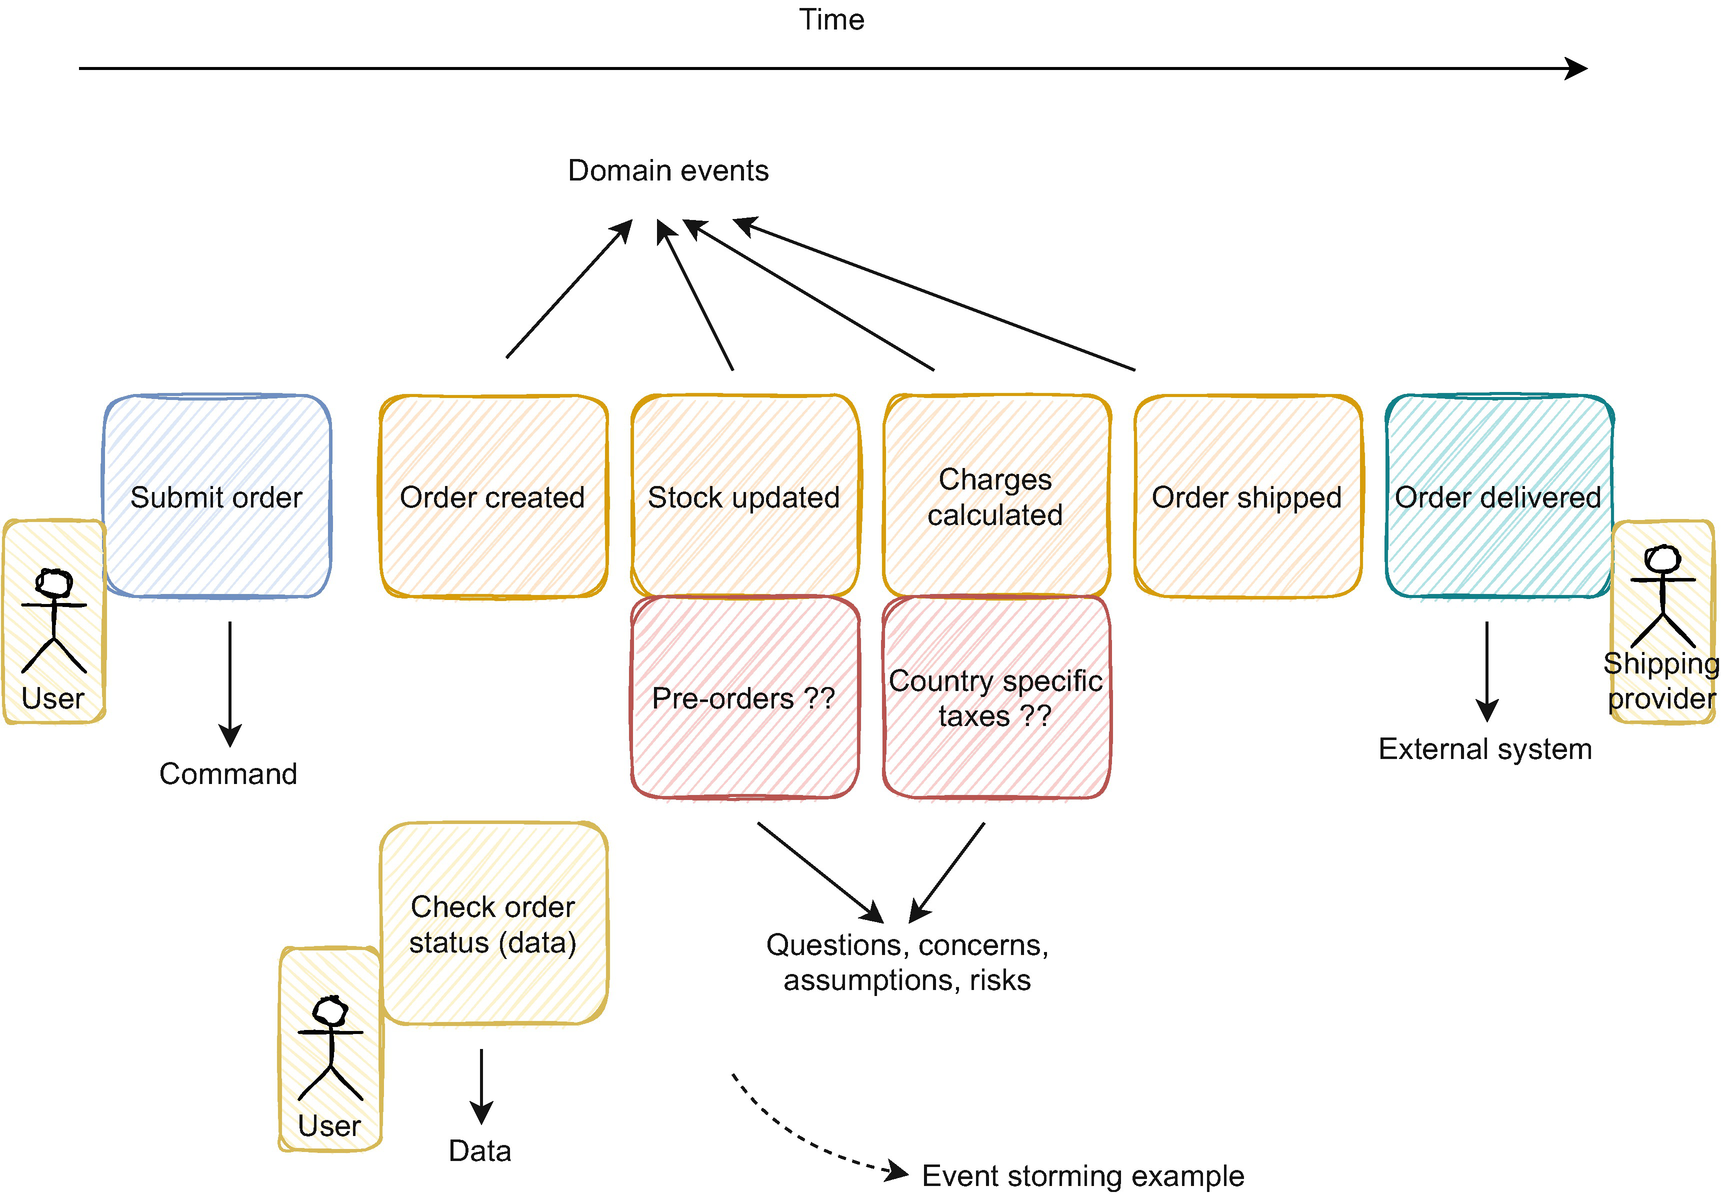 Time
Domain events
Submit order
Order created
Stock updated
Charges
calculated
Order shipped
Order delivered
User
Pre-orders ??
Country specific
taxes ??
Shipping
provider
Command
External system
Check order
status (data)
Questions, concerns,
assumptions, risks
User
Data
Event storming example